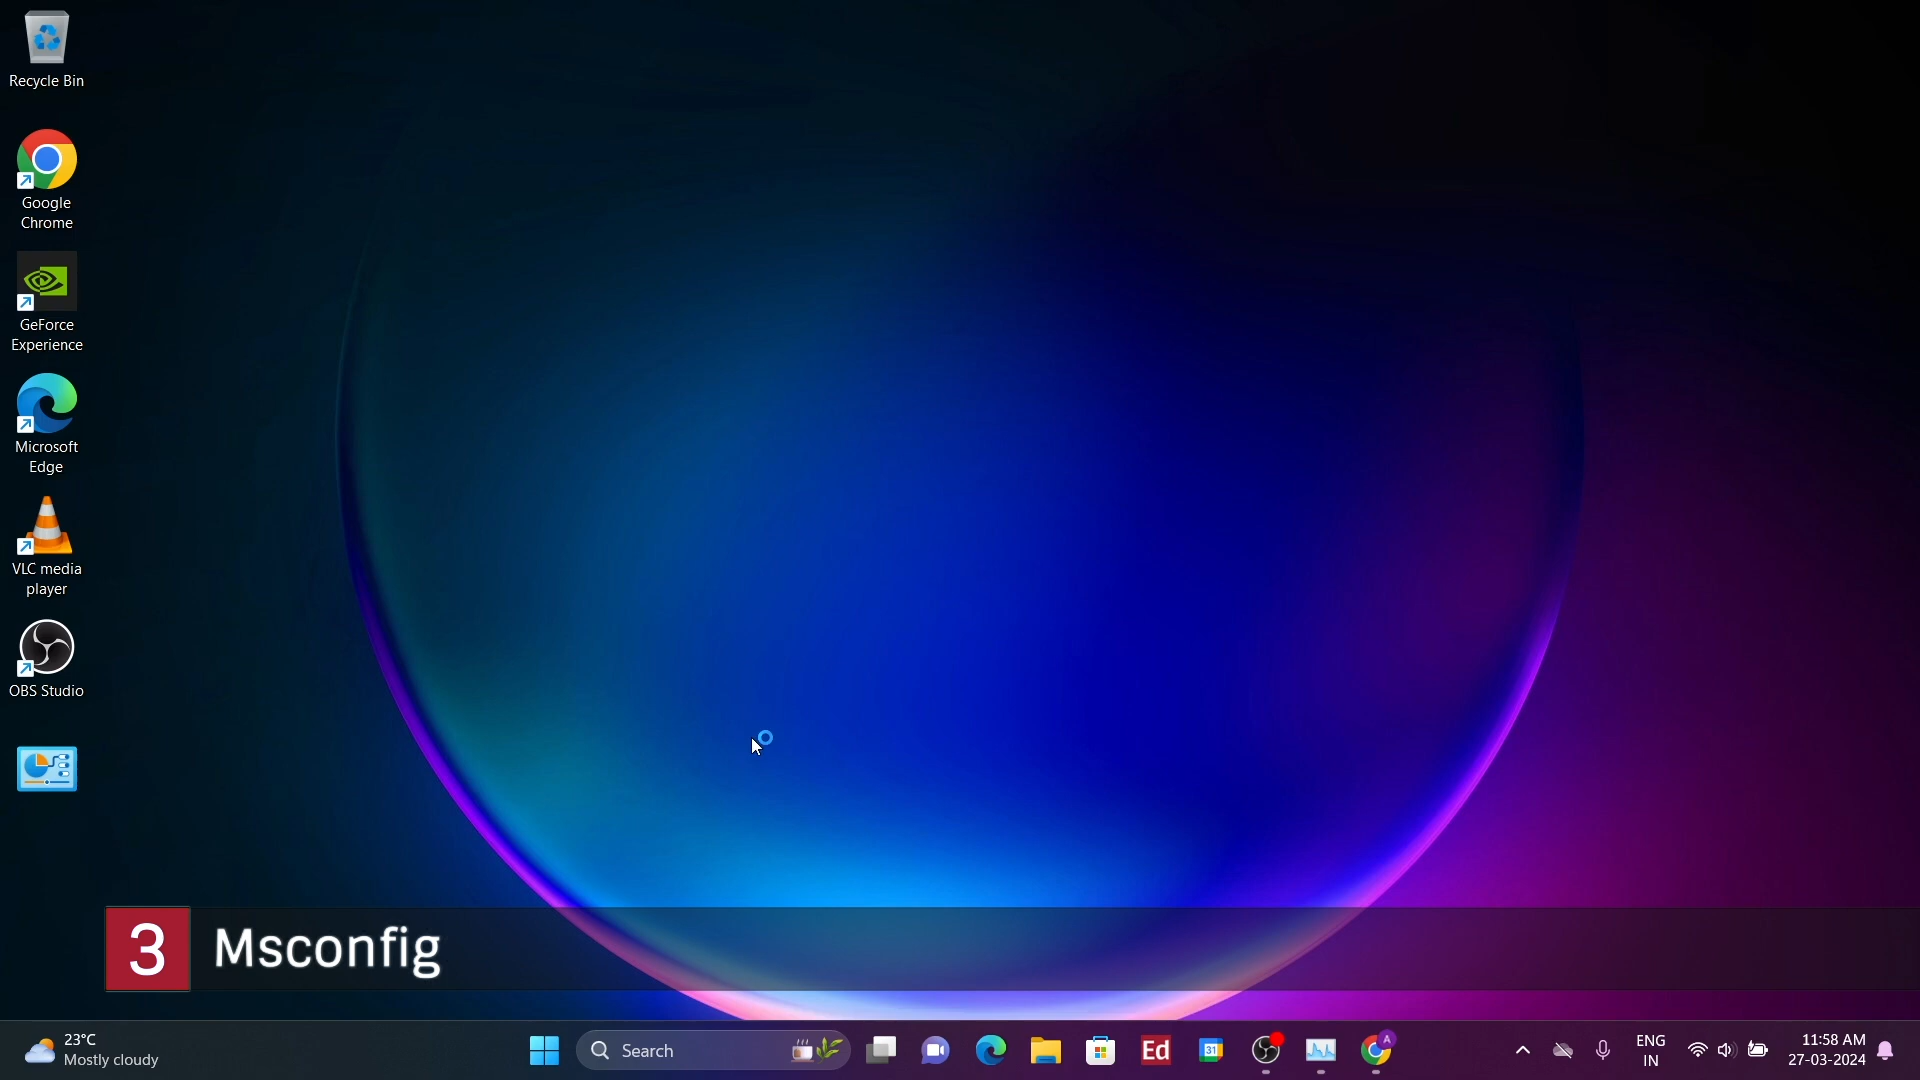 Recycle Bin
Google
Chrome
GeForce
Experience
Microsoft
Edge
VLC media
player
OBS Studio
3 Msconfig
23°C
Mostly cloudy
Search
Ed
31
A
ENG
IN
11:58 AM
27-03-2024